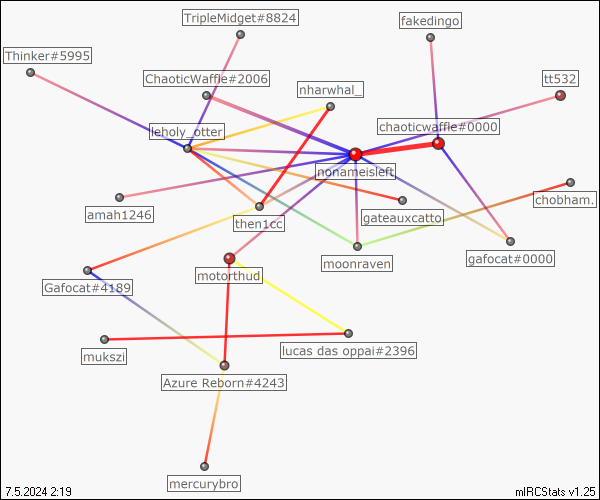 TripleMidget#8824
fakedingo
Thinker#5995
ChaoticWaffle#2006
tt532
nharwhal_
chaoticwaffle#0000
leholy_otter
nonameisleft
chobham.
amah1246
gateauxcatto
then1cc
gafocat#0000
moonraven
motorthud
Gafocat#4189
lucas das oppai#2396
mukszi
Azure Reborn#4243
mercurybro
7.5.2024 2:19
mIRCStats v1.25